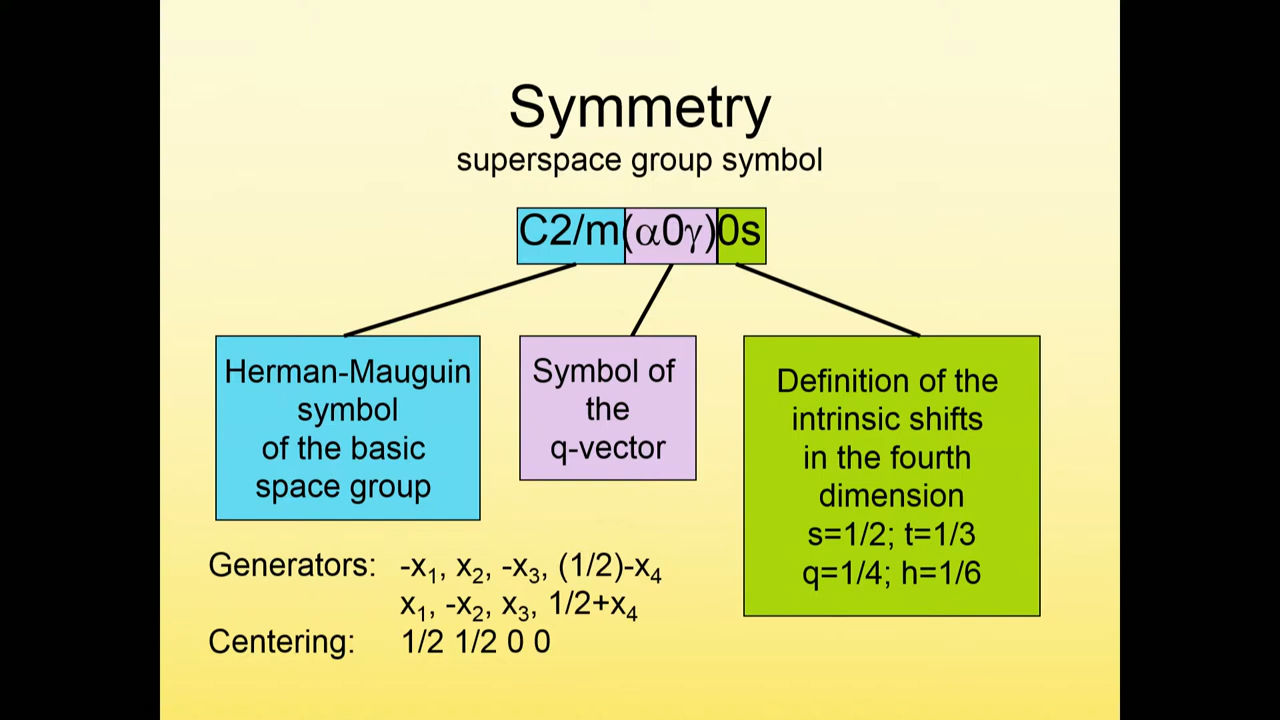 Symmetry
superspace group symbol
C2/m(α0γ)0s
Herman-Mauguin
symbol
of the basic
space group
Symbol of
the
q-vector
Definition of the
intrinsic shifts
in the fourth
dimension
s=1/2; t=1/3
q=1/4; h=1/6
Generators: -x₁, x₂, -x₃, (1/2)-x₄
x₁, -x₂, x₃, 1/2+x₄
Centering: 1/2 1/2 0 0